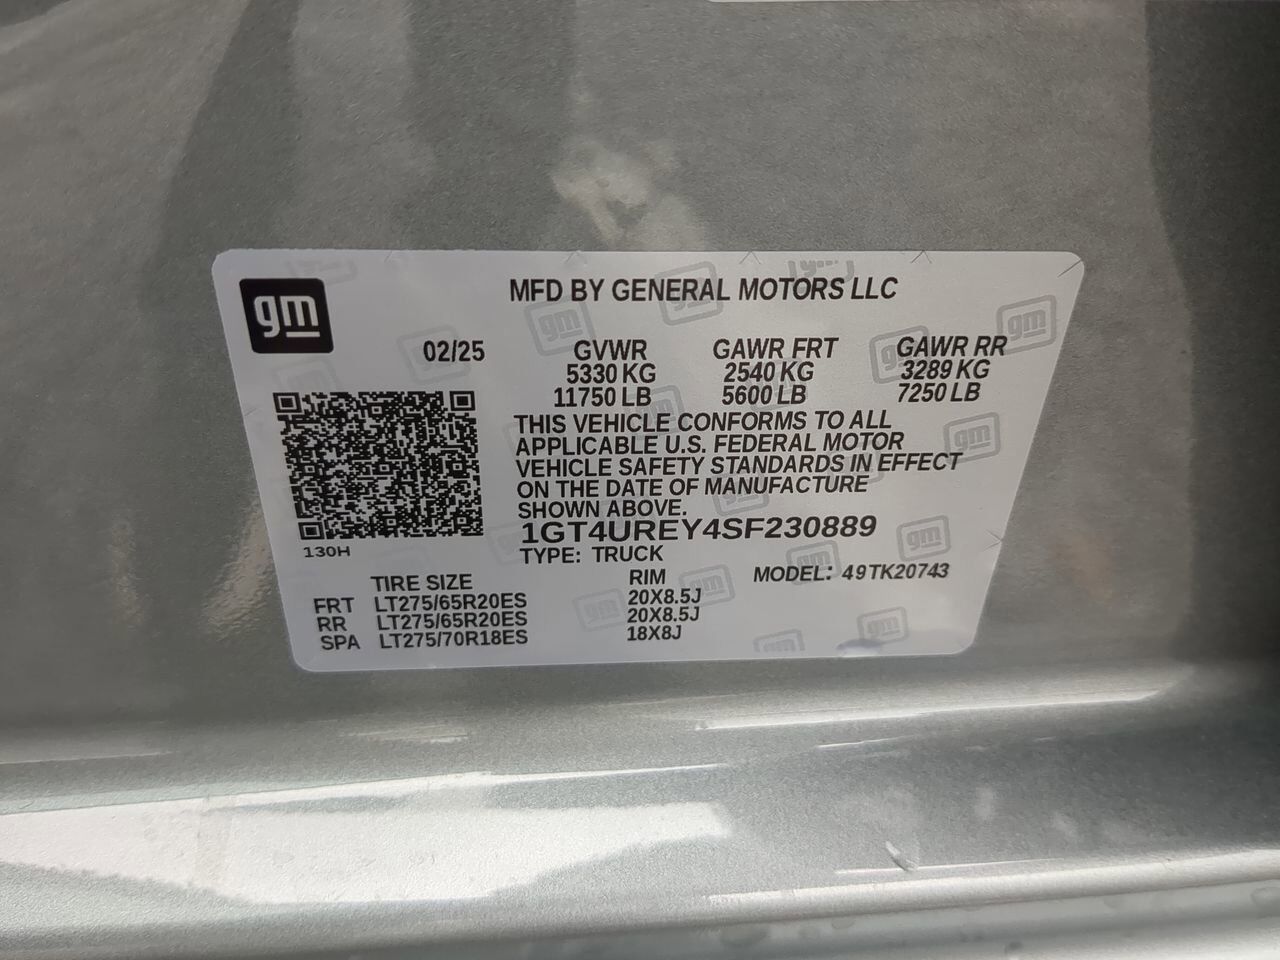 gm
MFD BY GENERAL MOTORS LLC
02/25
GVWR GAWR FRT GAWR RR
5330 KG 2540 KG 3289 KG
11750 LB 5600 LB 7250 LB
THIS VEHICLE CONFORMS TO ALL
APPLICABLE U.S. FEDERAL MOTOR
VEHICLE SAFETY STANDARDS IN EFFECT
ON THE DATE OF MANUFACTURE
SHOWN ABOVE.
1GT4UREY4SF230889
130H
TYPE: TRUCK
MODEL: 49TK20743
TIRE SIZE RIM
FRT LT275/65R20ES 20X8.5J
RR LT275/65R20ES 20X8.5J
SPA LT275/70R18ES 18X8J